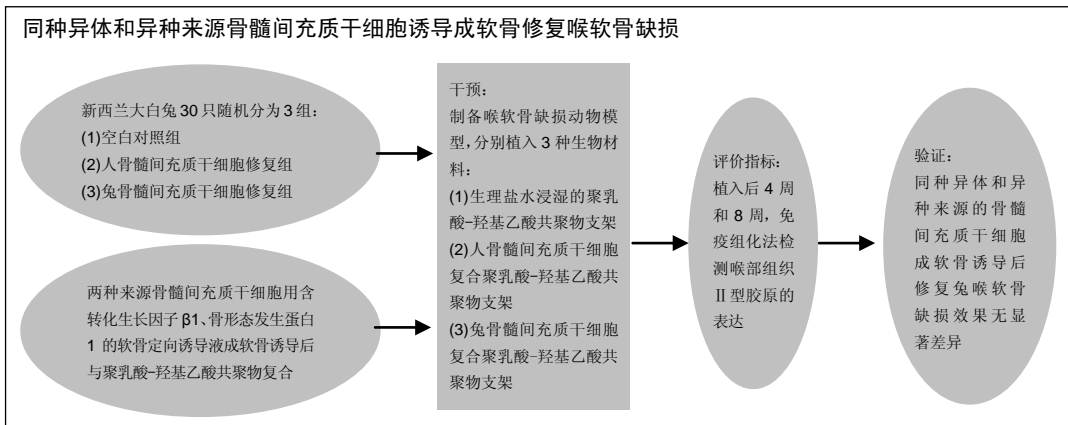 同种异体和异种来源骨髓间充质干细胞诱导成软骨修复喉软骨缺损
新西兰大白兔 30 只随机分为 3 组：
(1)空白对照组
(2)人骨髓间充质干细胞修复组
(3)兔骨髓间充质干细胞修复组
两种来源骨髓间充质干细胞用含
转化生长因子 β1、骨形态发生蛋白
1 的软骨定向诱导液成软骨诱导后
与聚乳酸-羟基乙酸共聚物复合
干预：
制备喉软骨缺损动物模
型，分别植入 3 种生物材
料：
(1)生理盐水浸湿的聚乳
酸-羟基乙酸共聚物支架
(2)人骨髓间充质干细胞
复合聚乳酸-羟基乙酸共
聚物支架
(3)兔骨髓间充质干细胞
复合聚乳酸-羟基乙酸共
聚物支架
评价指标：
植入后 4 周
和 8 周，免
疫组化法检
测喉部组织
Ⅱ型胶原的
表达
验证：
同种异体和异
种来源的骨髓
间充质干细胞
成软骨诱导后
修复兔喉软骨
缺损效果无显
著差异